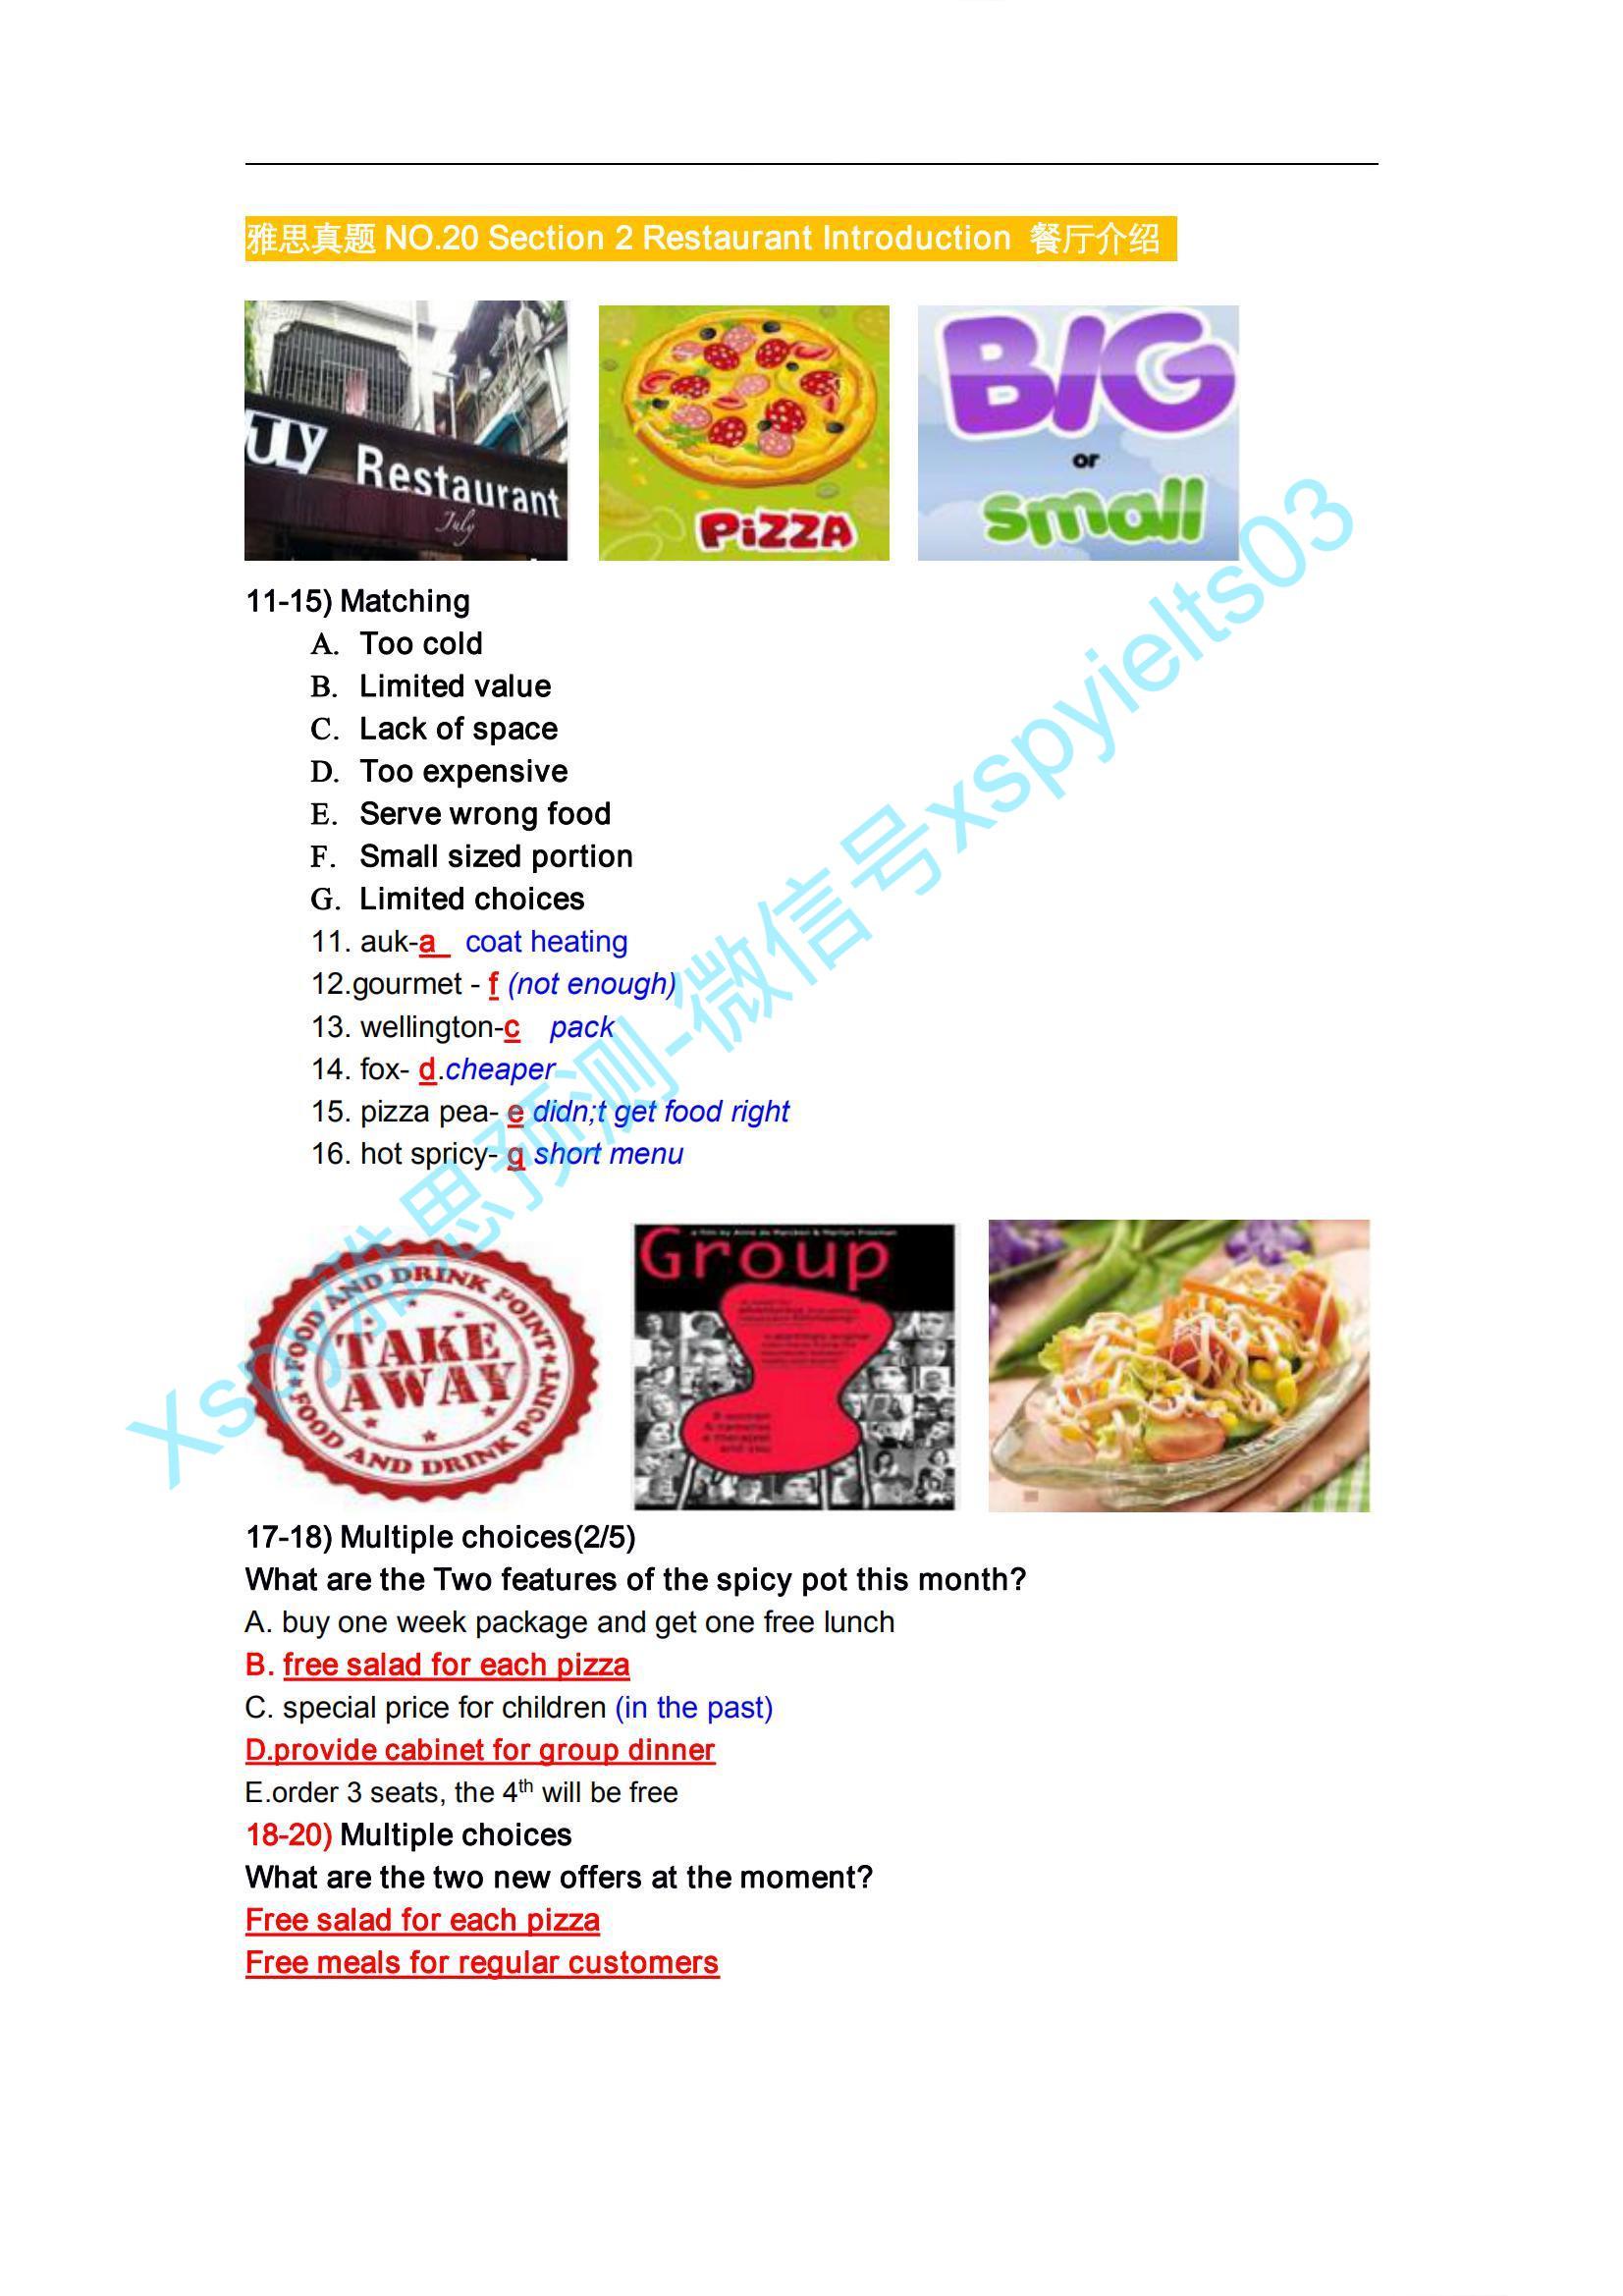 雅思真题 NO.20 Section 2 Restaurant Introduction 餐厅介绍
JLY Restaurant
July
PiZZA
BIG
or
small
11-15) Matching
A. Too cold
B. Limited value
C. Lack of space
D. Too expensive
E. Serve wrong food
F. Small sized portion
G. Limited choices
11. auk-a coat heating
12.gourmet - f (not enough)
13. wellington-c pack
14. fox- d.cheaper
15. pizza pea- e didn;t get food right
16. hot spricy- g short menu
FOOD AND DRINK POINT
TAKE
AWAY
FOOD AND DRINK POINT
Group
17-18) Multiple choices(2/5)
What are the Two features of the spicy pot this month?
A. buy one week package and get one free lunch
B. free salad for each pizza
C. special price for children (in the past)
D.provide cabinet for group dinner
E.order 3 seats, the 4th will be free
18-20) Multiple choices
What are the two new offers at the moment?
Free salad for each pizza
Free meals for regular customers
Xspy雅思预测-微信号xspyielts03